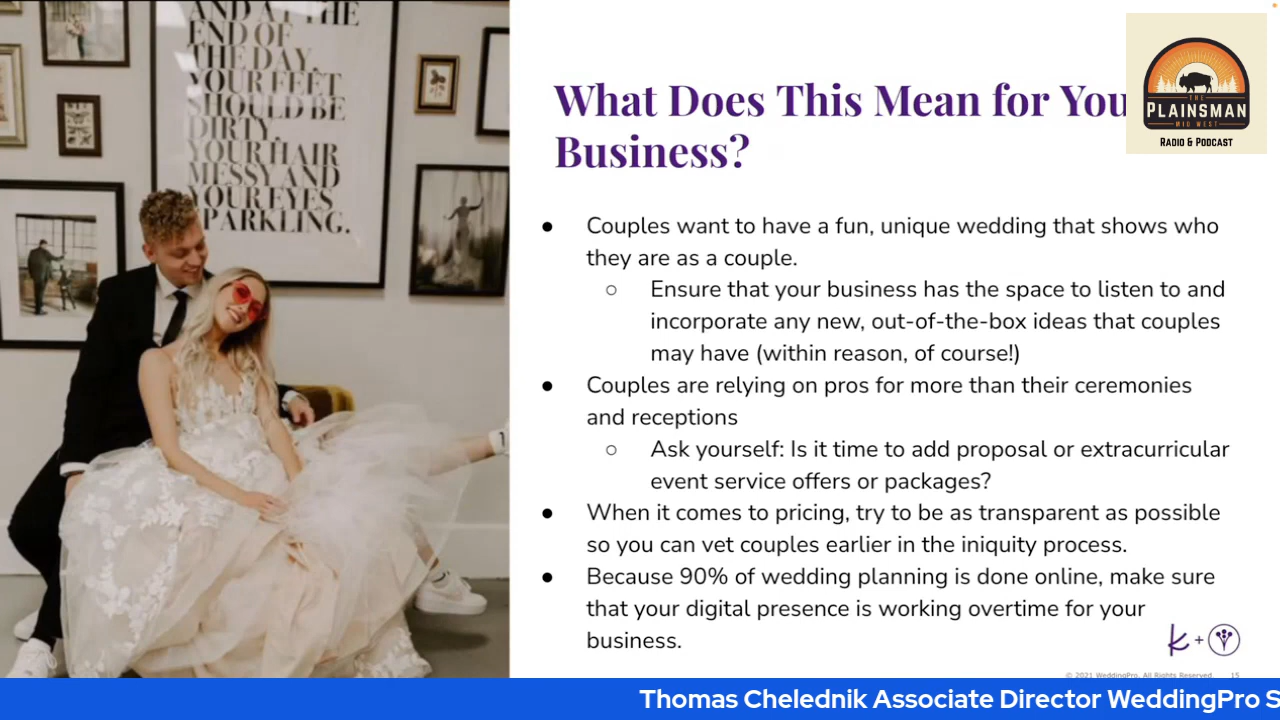 AND AT THE
END OF
THE DAY,
YOUR FEET
SHOULD BE
DIRTY,
YOUR HAIR
MESSY AND
YOUR EYES
SPARKLING.
What Does This Mean for You
Business?
THE
PLAINSMAN
MID WEST
RADIO & PODCAST
● Couples want to have a fun, unique wedding that shows who
they are as a couple.
○ Ensure that your business has the space to listen to and
incorporate any new, out-of-the-box ideas that couples
may have (within reason, of course!)
● Couples are relying on pros for more than their ceremonies
and receptions
○ Ask yourself: Is it time to add proposal or extracurricular
event service offers or packages?
● When it comes to pricing, try to be as transparent as possible
so you can vet couples earlier in the iniquity process.
● Because 90% of wedding planning is done online, make sure
that your digital presence is working overtime for your
business.
k +
© 2021 WeddingPro. All Rights Reserved. 15
Thomas Chelednik Associate Director WeddingPro S